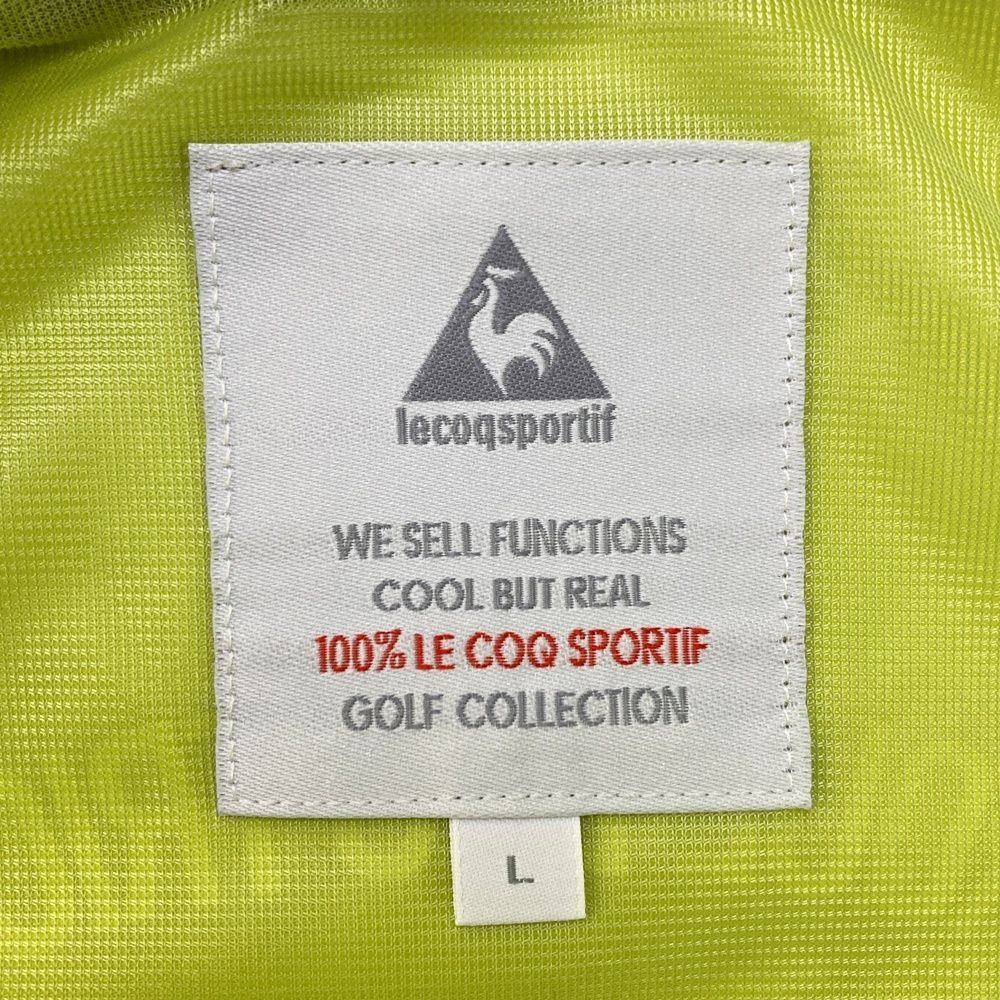 lecoqsportif
WE SELL FUNCTIONS
COOL BUT REAL
100% LE COQ SPORTIF
GOLF COLLECTION
L